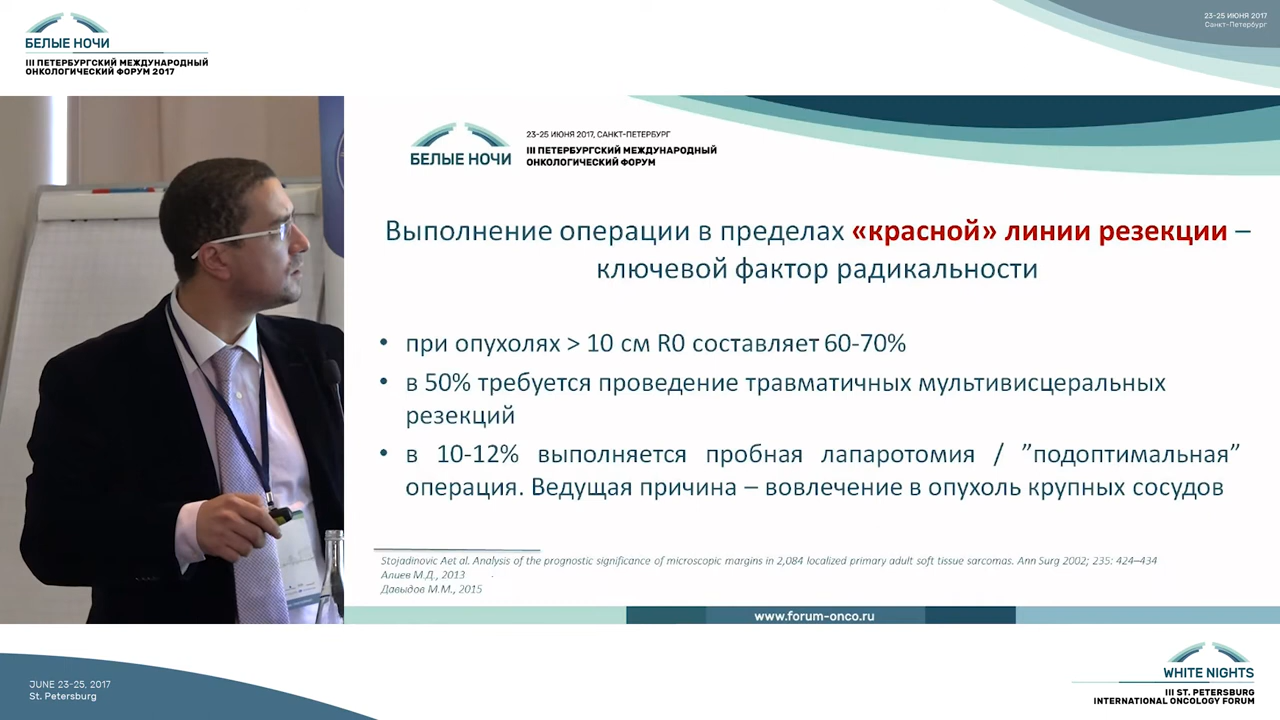 БЕЛЫЕ НОЧИ
III ПЕТЕРБУРГСКИЙ МЕЖДУНАРОДНЫЙ
ОНКОЛОГИЧЕСКИЙ ФОРУМ 2017
23-25 ИЮНЯ 2017
Санкт-Петербург
БЕЛЫЕ НОЧИ
23-25 ИЮНЯ 2017, САНКТ-ПЕТЕРБУРГ
III ПЕТЕРБУРГСКИЙ МЕЖДУНАРОДНЫЙ
ОНКОЛОГИЧЕСКИЙ ФОРУМ
Выполнение операции в пределах «красной» линии резекции –
ключевой фактор радикальности
• при опухолях > 10 см R0 составляет 60-70%
• в 50% требуется проведение травматичных мультивисцеральных
резекций
• в 10-12% выполняется пробная лапаротомия / ”подоптимальная”
операция. Ведущая причина – вовлечение в опухоль крупных сосудов
Stojadinovic Aet al. Analysis of the prognostic significance of microscopic margins in 2,084 localized primary adult soft tissue sarcomas. Ann Surg 2002; 235: 424–434
Алиев М.Д., 2013
Давыдов М.М., 2015
www.forum-onco.ru
JUNE 23-25, 2017
St. Petersburg
WHITE NIGHTS
III ST. PETERSBURG
INTERNATIONAL ONCOLOGY FORUM